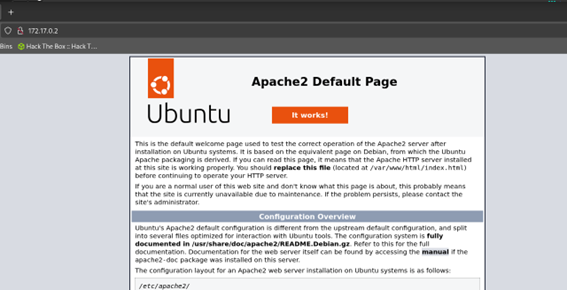 +
172.17.0.2
Bins Hack The Box :: Hack T...
Apache2 Default Page
Ubuntu
It works!
This is the default welcome page used to test the correct operation of the Apache2 server after
installation on Ubuntu systems. It is based on the equivalent page on Debian, from which the Ubuntu
Apache packaging is derived. If you can read this page, it means that the Apache HTTP server installed
at this site is working properly. You should replace this file (located at /var/www/html/index.html)
before continuing to operate your HTTP server.
If you are a normal user of this web site and don't know what this page is about, this probably means
that the site is currently unavailable due to maintenance. If the problem persists, please contact the
site's administrator.
Configuration Overview
Ubuntu's Apache2 default configuration is different from the upstream default configuration, and split
into several files optimized for interaction with Ubuntu tools. The configuration system is fully
documented in /usr/share/doc/apache2/README.Debian.gz. Refer to this for the full
documentation. Documentation for the web server itself can be found by accessing the manual if the
apache2-doc package was installed on this server.
The configuration layout for an Apache2 web server installation on Ubuntu systems is as follows:
/etc/apache2/